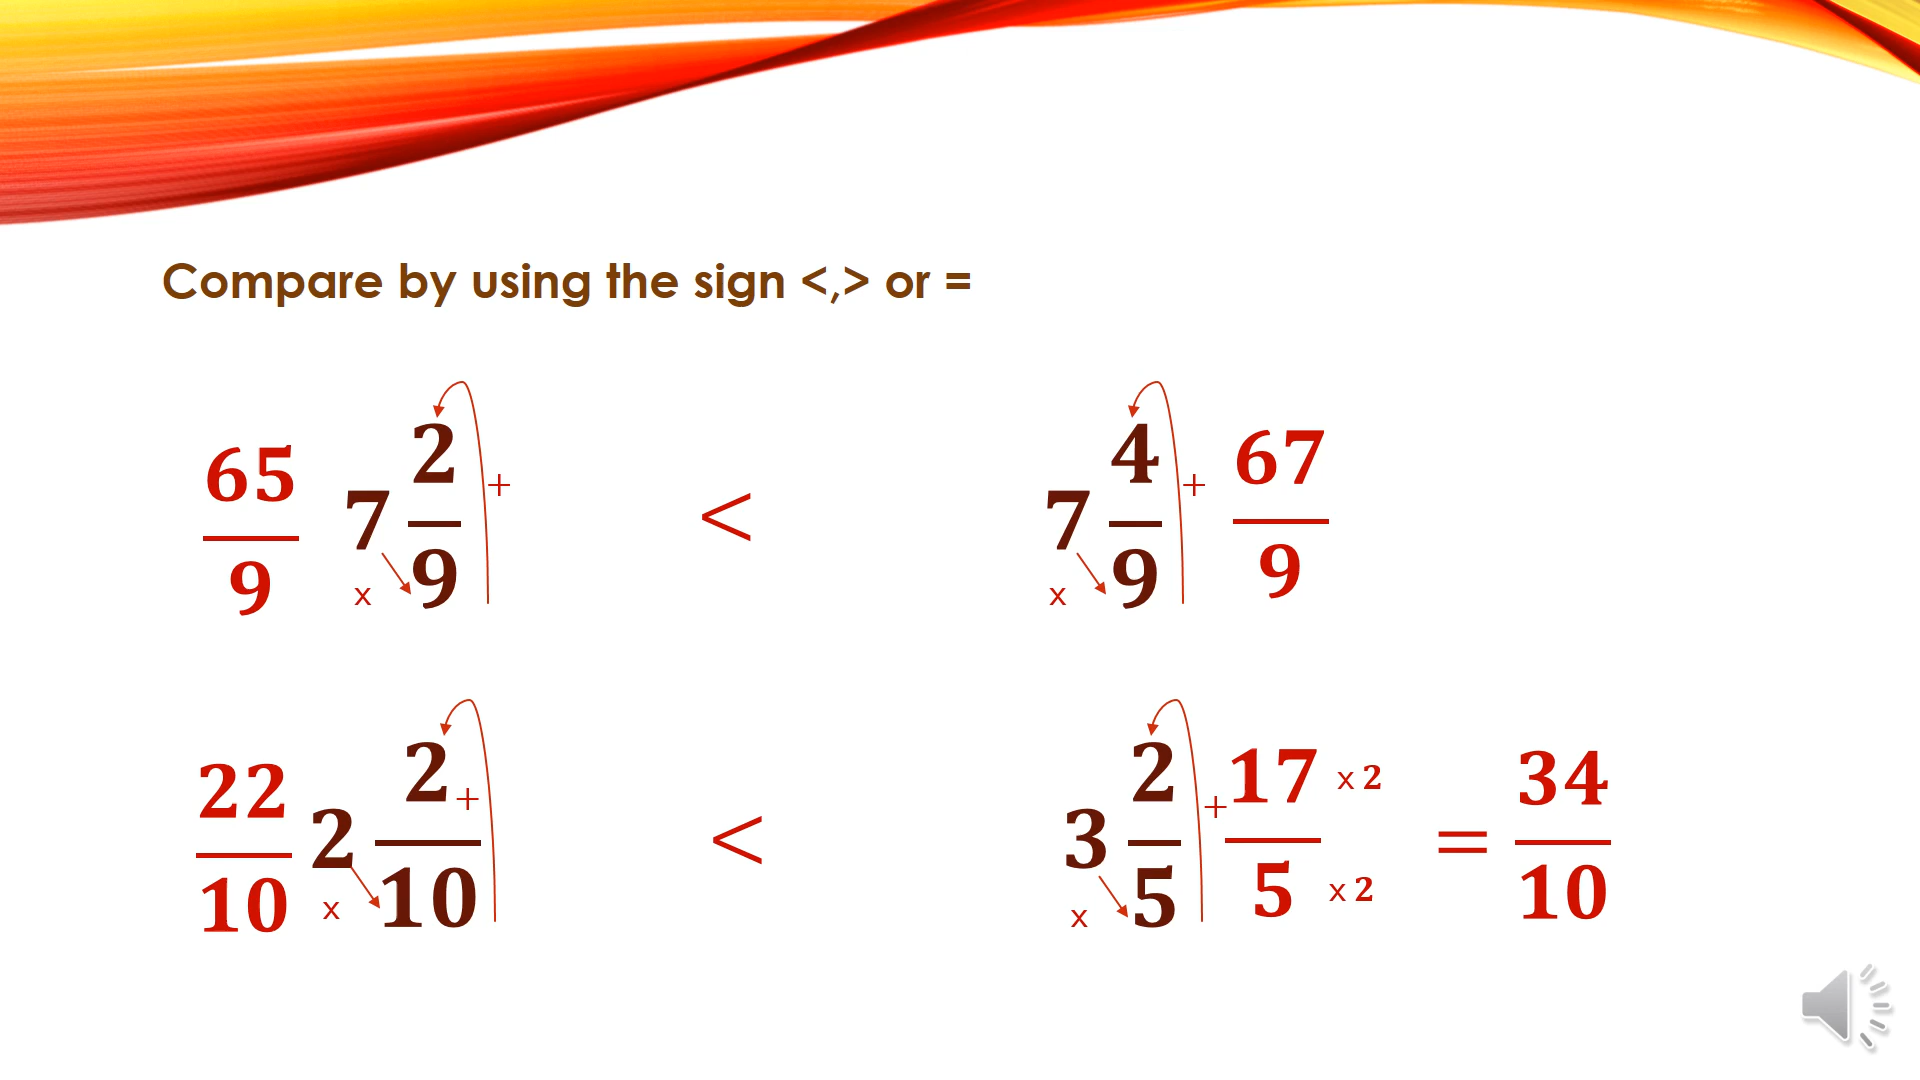 Compare by using the sign <,> or =
65/9 7 2/9 x + < 7 4/9 x + 67/9
22/10 2 2/10 x + < 3 2/5 x + 17/5 x 2 x 2 = 34/10